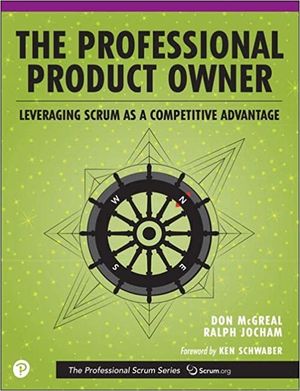 THE PROFESSIONAL
PRODUCT OWNER
LEVERAGING SCRUM AS A COMPETITIVE ADVANTAGE
N
W
E
S
DON McGREAL
RALPH JOCHAM
Foreword by KEN SCHWABER
P
The Professional Scrum Series
Scrum.org